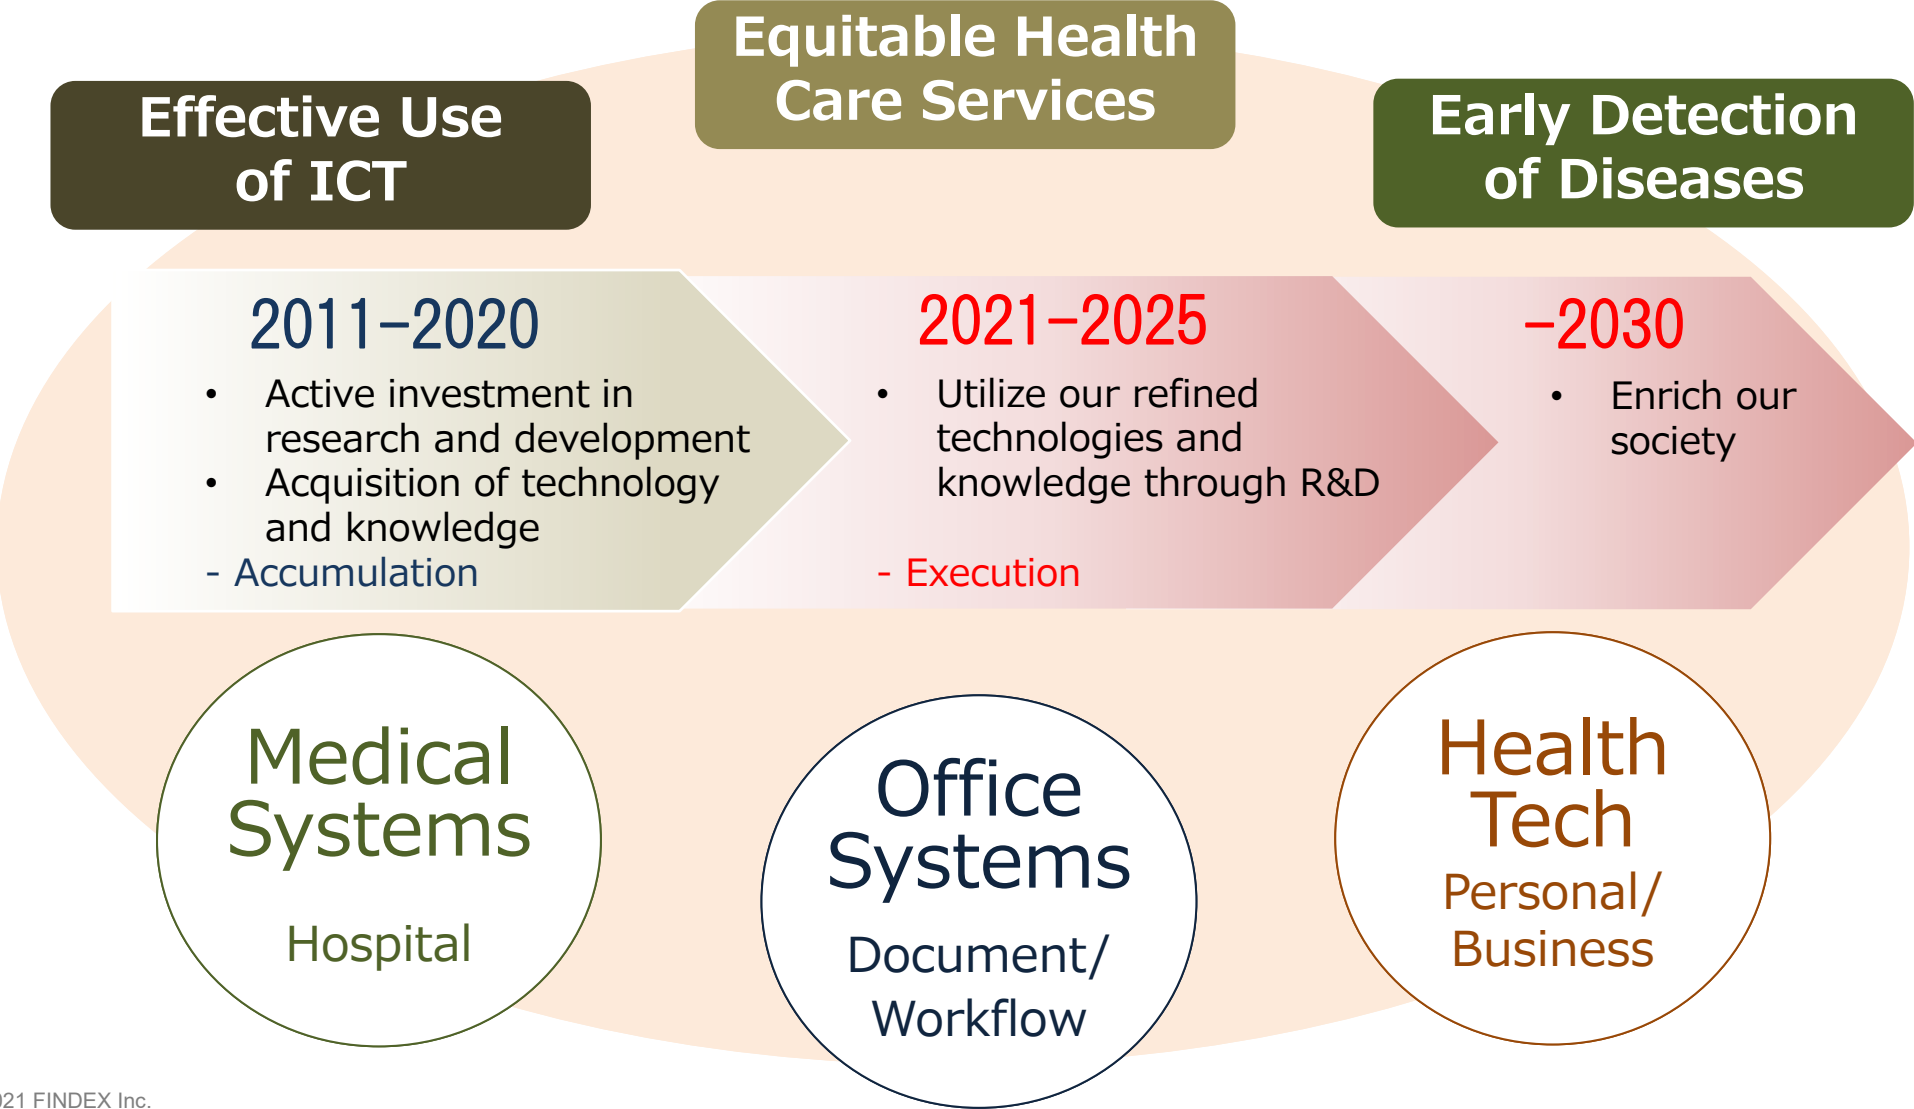 Equitable Health
Care Services
Effective Use
of ICT
Early Detection
of Diseases
2011-2020
• Active investment in
research and development
• Acquisition of technology
and knowledge
- Accumulation
2021-2025
• Utilize our refined
technologies and
knowledge through R&D
- Execution
-2030
• Enrich our
society
Medical
Systems
Hospital
Office
Systems
Document/
Workflow
Health
Tech
Personal/
Business
21 FINDEX Inc.